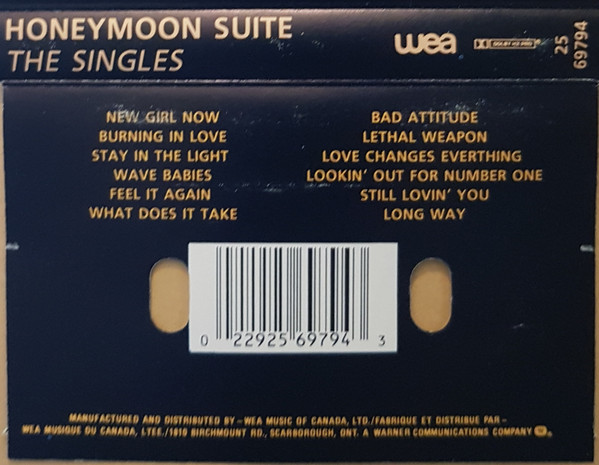 HONEYMOON SUITE
THE SINGLES
wea
25
69794
NEW GIRL NOW
BURNING IN LOVE
STAY IN THE LIGHT
WAVE BABIES
FEEL IT AGAIN
WHAT DOES IT TAKE
BAD ATTITUDE
LETHAL WEAPON
LOVE CHANGES EVERTHING
LOOKIN' OUT FOR NUMBER ONE
STILL LOVIN' YOU
LONG WAY
0 22925 69794 3
MANUFACTURED AND DISTRIBUTED BY – WEA MUSIC OF CANADA, LTD./FABRIQUE ET DISTRIBUE PAR –
WEA MUSIQUE DU CANADA, LTEE./1810 BIRCHMOUNT RD., SCARBOROUGH, ONT. A WARNER COMMUNICATIONS COMPANY